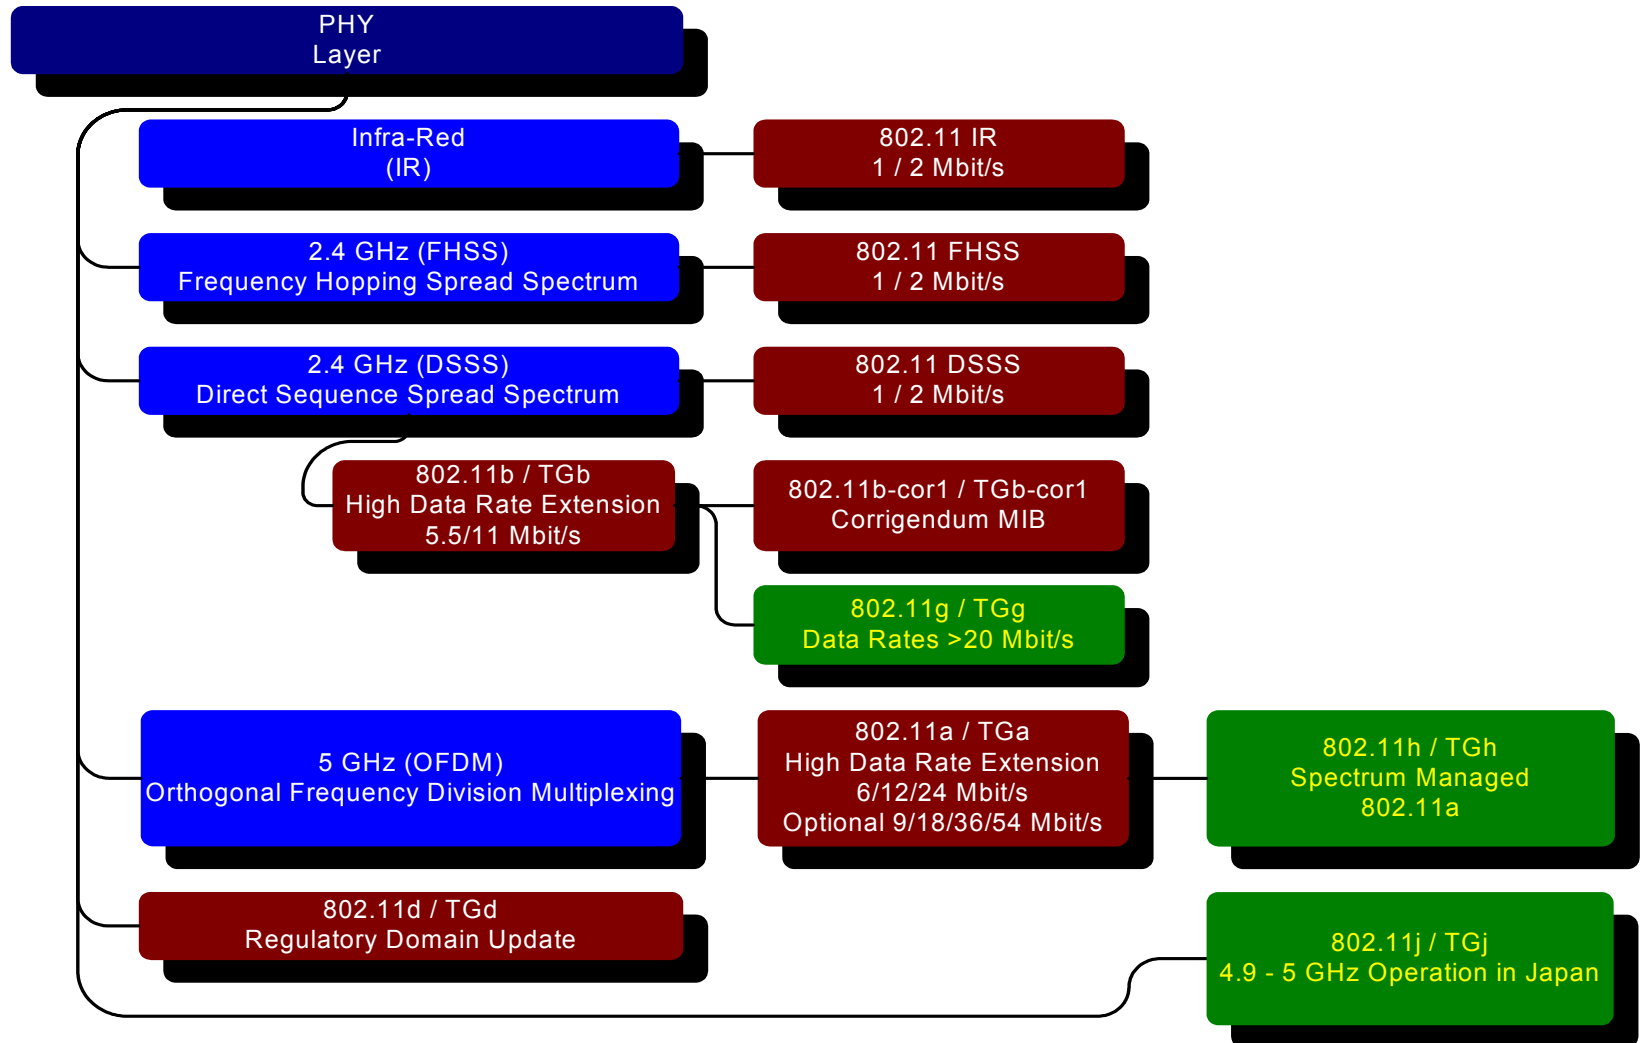 PHY
Layer
Infra-Red
(IR)
802.11 IR
1 / 2 Mbit/s
2.4 GHz (FHSS)
Frequency Hopping Spread Spectrum
802.11 FHSS
1 / 2 Mbit/s
2.4 GHz (DSSS)
Direct Sequence Spread Spectrum
802.11 DSSS
1 / 2 Mbit/s
802.11b / TGb
High Data Rate Extension
5.5/11 Mbit/s
802.11b-cor1 / TGb-cor1
Corrigendum MIB
802.11g / TGg
Data Rates >20 Mbit/s
5 GHz (OFDM)
Orthogonal Frequency Division Multiplexing
802.11a / TGa
High Data Rate Extension
6/12/24 Mbit/s
Optional 9/18/36/54 Mbit/s
802.11h / TGh
Spectrum Managed
802.11a
802.11d / TGd
Regulatory Domain Update
802.11j / TGj
4.9 - 5 GHz Operation in Japan